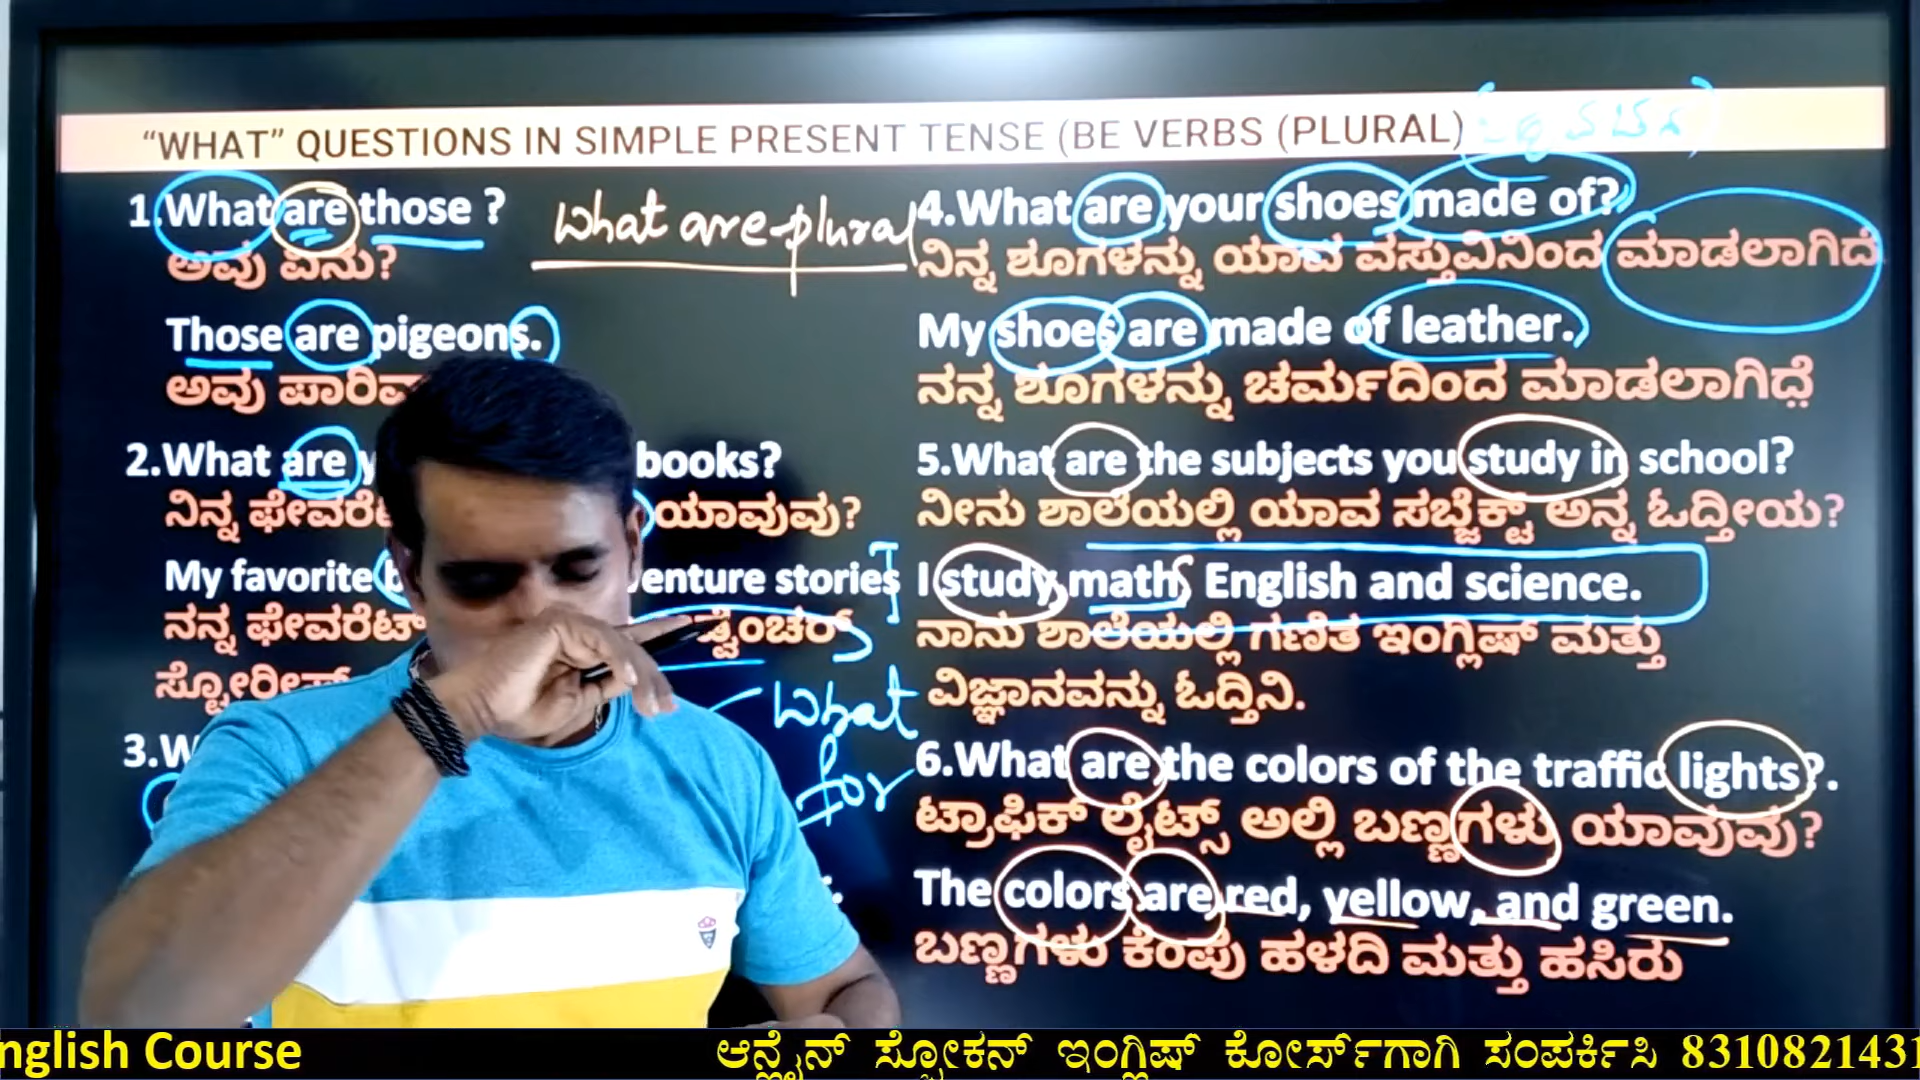 “WHAT” QUESTIONS IN SIMPLE PRESENT TENSE (BE VERBS (PLURAL)
1.What are those ?
ಅವು ಏನು?
What are plural
Those are pigeons.
ಅವು
2.What are books?
ನಿನ್ನ ಯಾವುವು?
My favorite stories
ನನ್ನ ಫೇವರೆಟ್
3.
what
for
4.What are your shoes made of?
ನಿನ್ನ ಶೂಗಳನ್ನು ಯಾವ ವಸ್ತುವಿನಿಂದ ಮಾಡಲಾಗಿದೆ
My shoes are made of leather.
ನನ್ನ ಶೂಗಳನ್ನು ಚರ್ಮದಿಂದ ಮಾಡಲಾಗಿದೆ
5.What are the subjects you study in school?
ನೀನು ಶಾಲೆಯಲ್ಲಿ ಯಾವ ಸಬ್ಜೆಕ್ಟ್ ಅನ್ನ ಓದ್ತೀಯ?
I study math, English and science.
ನಾನು ಶಾಲೆಯಲ್ಲಿ ಗಣಿತ ಇಂಗ್ಲಿಷ್ ಮತ್ತು
ವಿಜ್ಞಾನವನ್ನು ಓದ್ತಿನಿ.
6.What are the colors of the traffic lights?.
ಟ್ರಾಫಿಕ್ ಲೈಟ್ಸ್ ಅಲ್ಲಿ ಬಣ್ಣಗಳು ಯಾವುವು?
The colors are red, yellow, and green.
ಬಣ್ಣಗಳು ಕೆಂಪು ಹಳದಿ ಮತ್ತು ಹಸಿರು
nglish Course ಆನ್ಲೈನ್ ಸ್ಪೋಕನ್ ಇಂಗ್ಲಿಷ್ ಕೋರ್ಸ್‌ಗಾಗಿ ಸಂಪರ್ಕಿಸಿ 8310821431